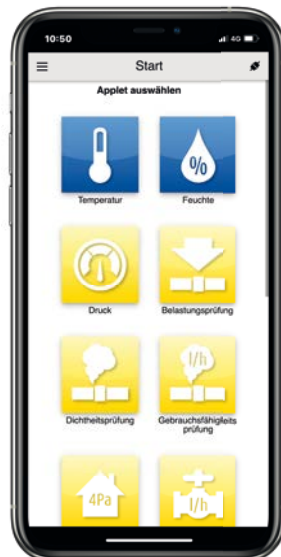 10:50
4G
Start
Applet auswählen
%
Temperatur
Feuchte
Druck
Belastungsprüfung
l/h
Dichtheitsprüfung
Gebrauchsfähigkeits
prüfung
4Pa
l/h